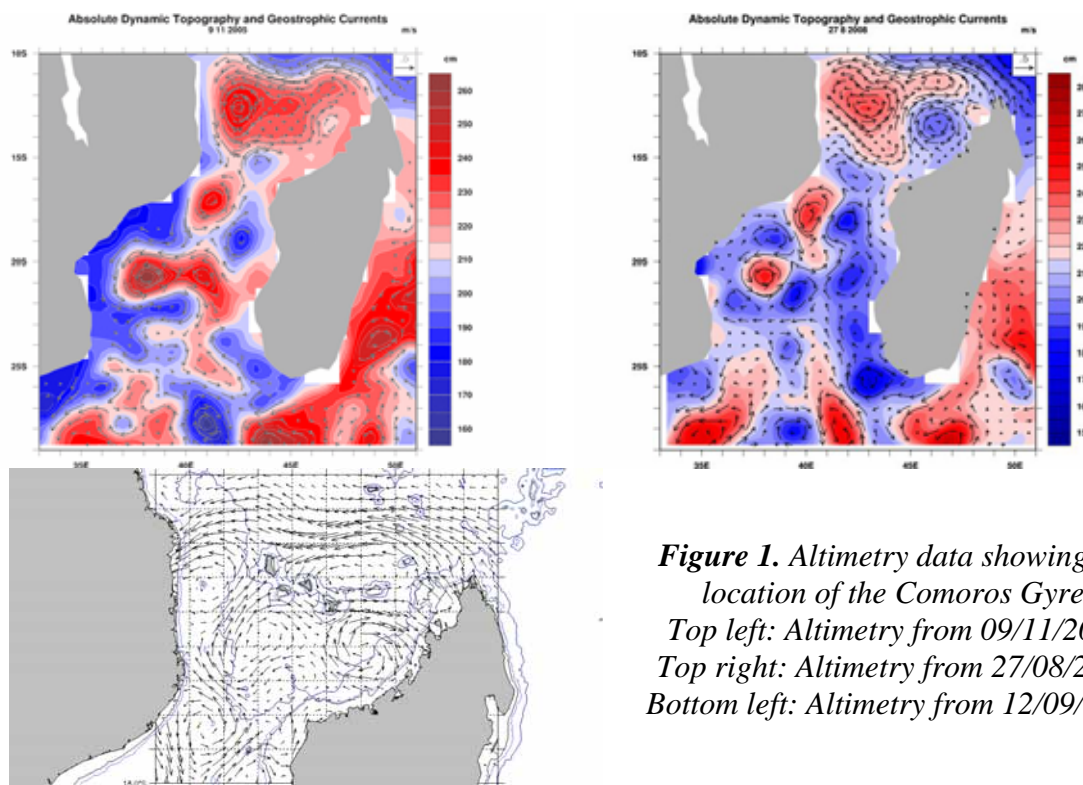 Absolute Dynamic Topography and Geostrophic Currents
9 11 2005
m/s
cm
10S
15S
20S
25S
35E
40E
45E
50E
260
250
240
230
220
210
200
190
180
170
160
Absolute Dynamic Topography and Geostrophic Currents
27 8 2008
m/s
cm
10S
15S
20S
25S
35E
40E
45E
50E
Figure 1. Altimetry data showing
location of the Comoros Gyre
Top left: Altimetry from 09/11/20
Top right: Altimetry from 27/08/2
Bottom left: Altimetry from 12/09/